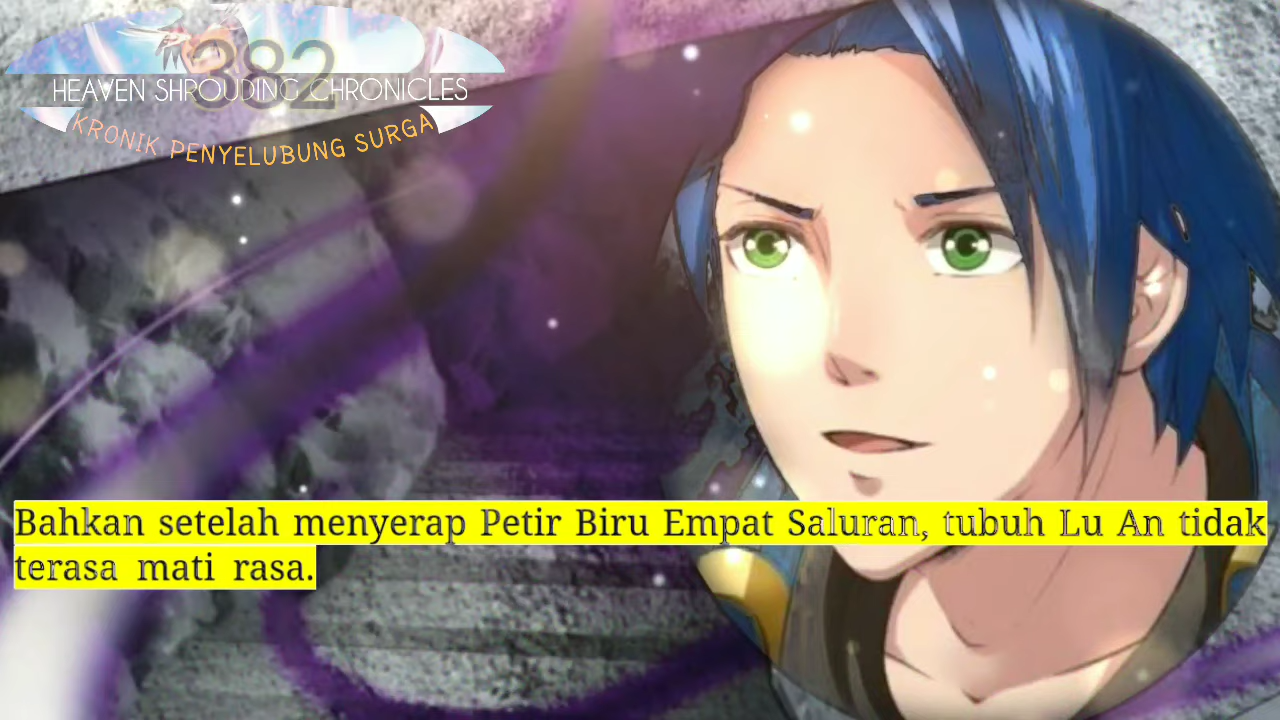 382
HEAVEN SHROUDING CHRONICLES
KRONIK PENYELUBUNG SURGA
Bahkan setelah menyerap Petir Biru Empat Saluran, tubuh Lu An tidak
terasa mati rasa.